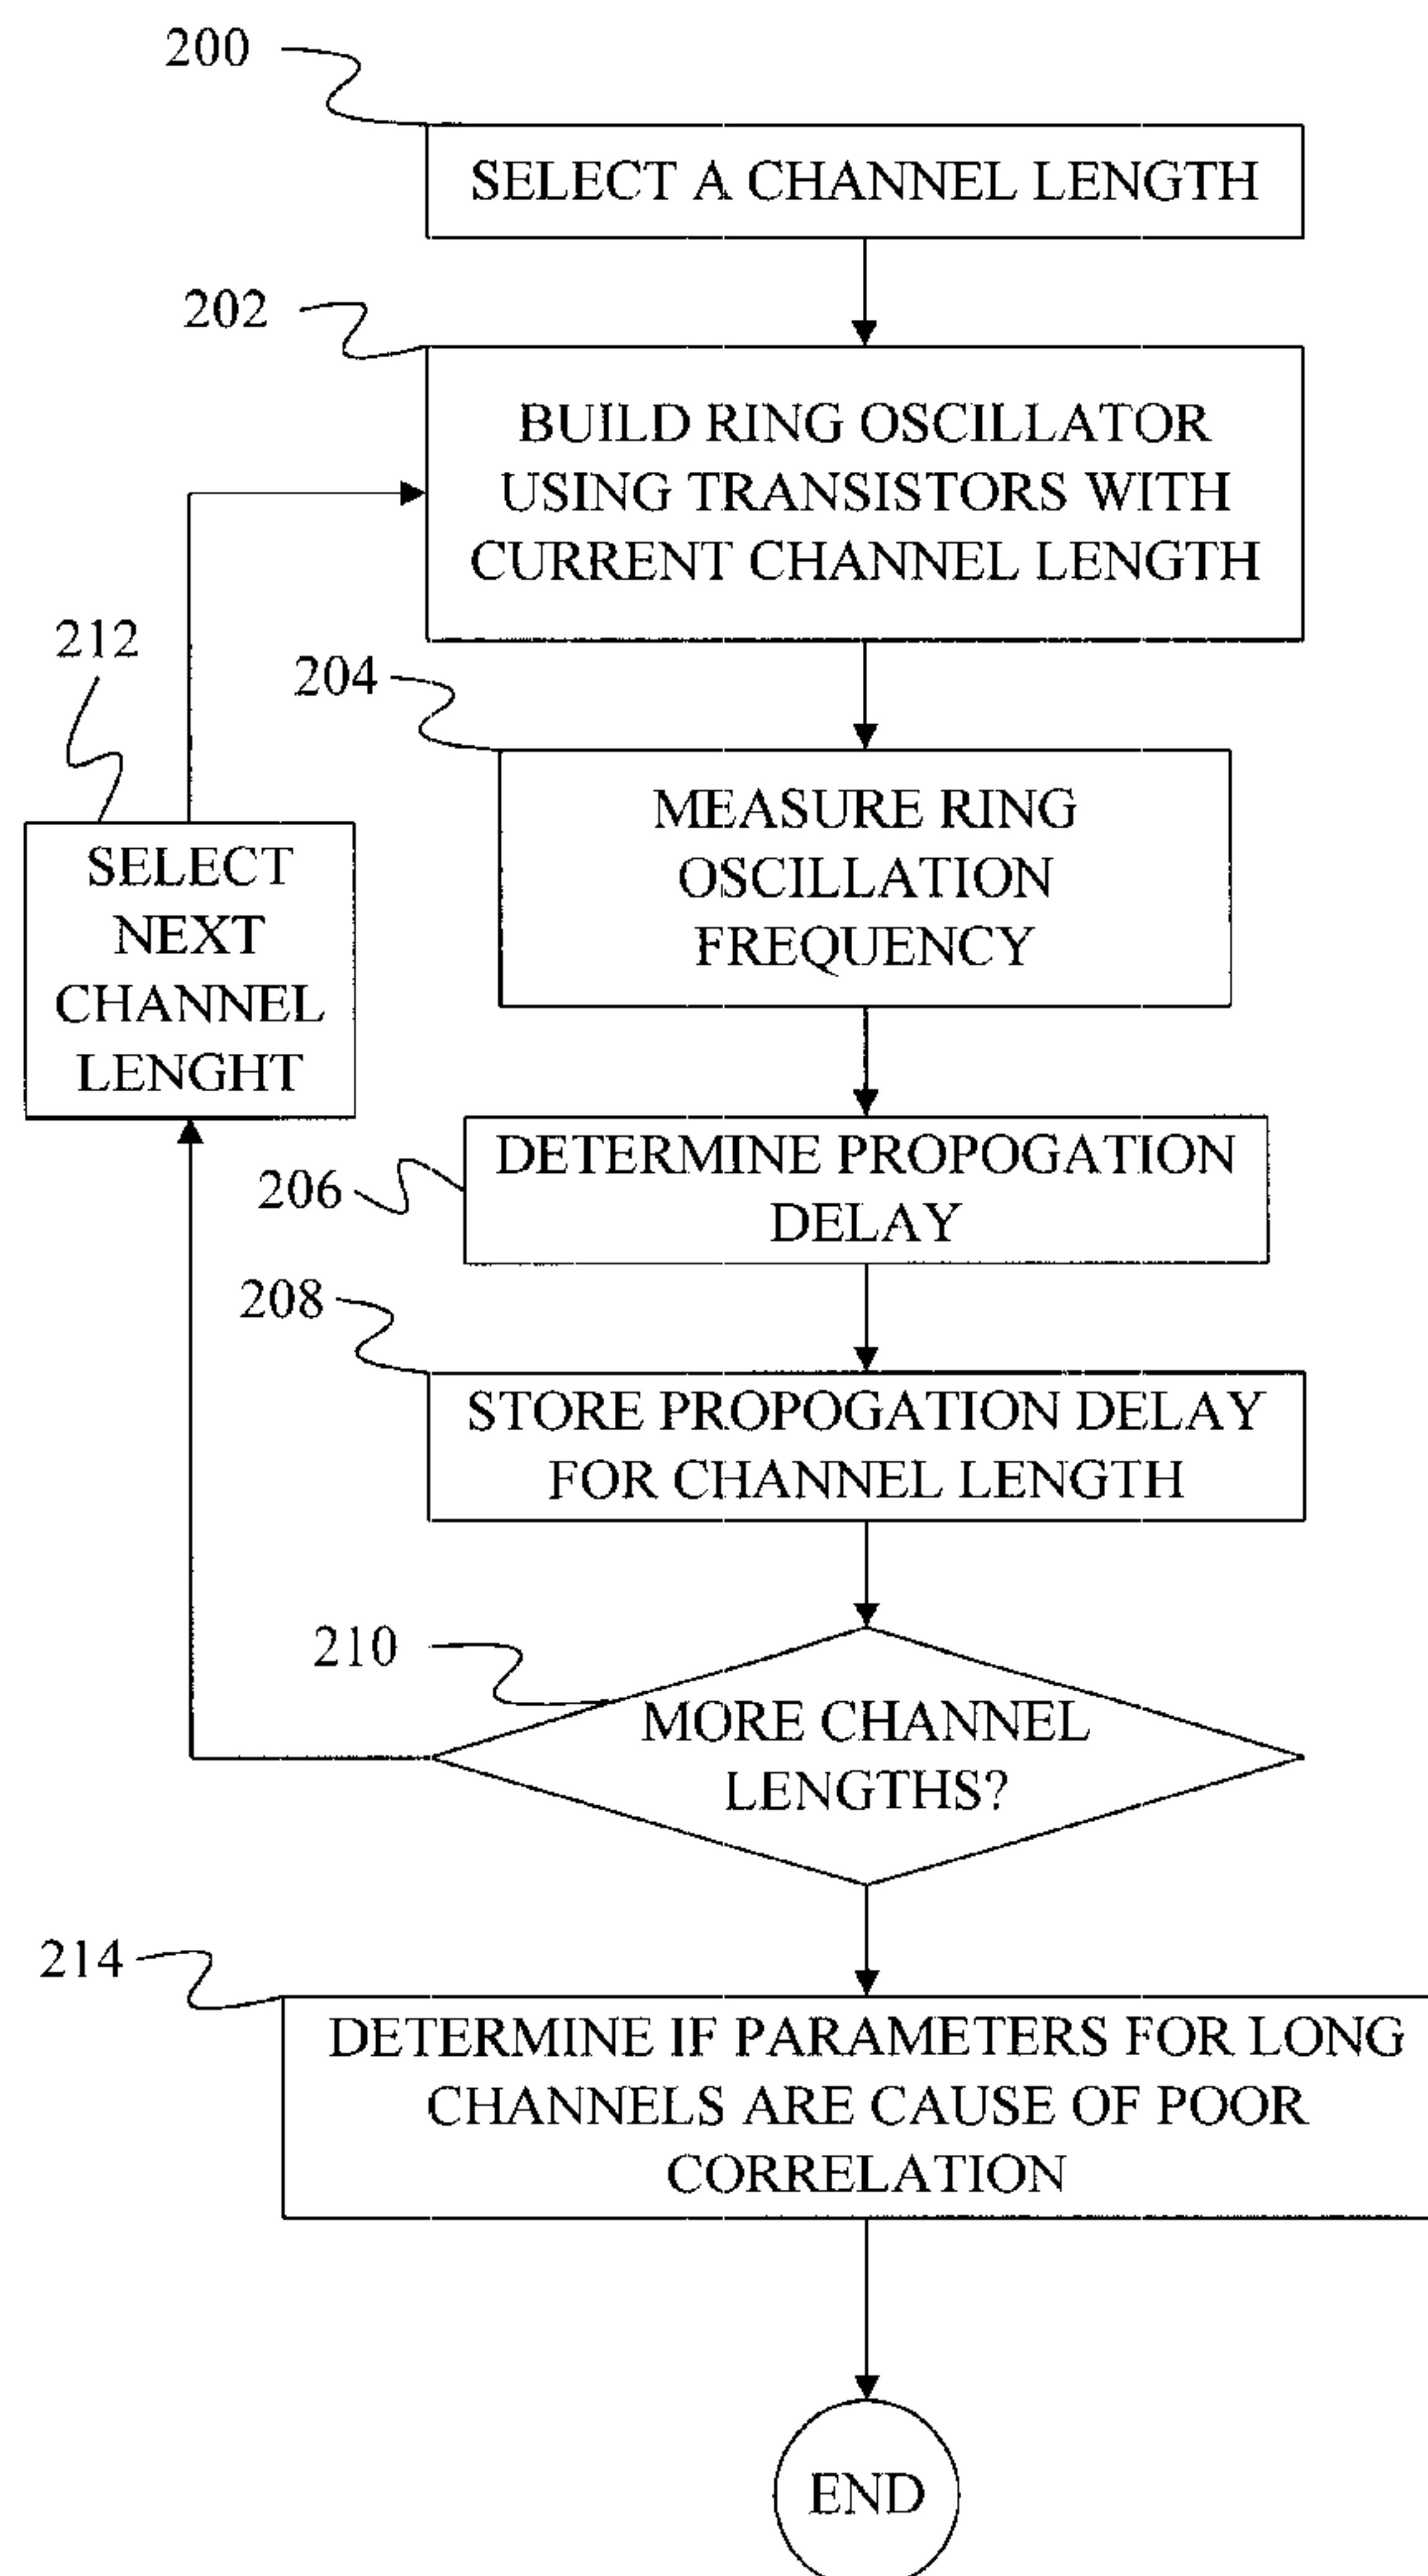 200
SELECT A CHANNEL LENGTH
202
BUILD RING OSCILLATOR
USING TRANSISTORS WITH
CURRENT CHANNEL LENGTH
212
204
MEASURE RING
OSCILLATION
FREQUENCY
SELECT
NEXT
CHANNEL
LENGHT
206
DETERMINE PROPOGATION
DELAY
208
STORE PROPOGATION DELAY
FOR CHANNEL LENGTH
210
MORE CHANNEL
LENGTHS?
214
DETERMINE IF PARAMETERS FOR LONG
CHANNELS ARE CAUSE OF POOR
CORRELATION
END